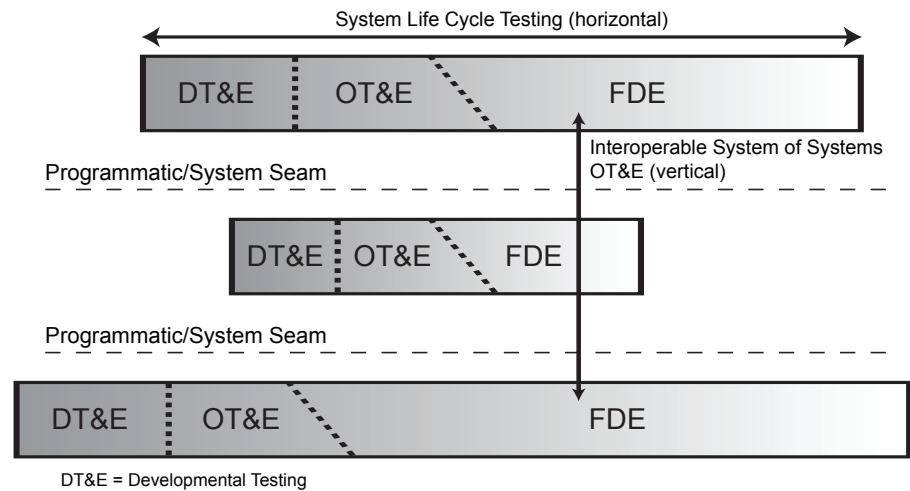 System Life Cycle Testing (horizontal)
DT&E OT&E FDE
Interoperable System of Systems
OT&E (vertical)
Programmatic/System Seam
DT&E OT&E FDE
Programmatic/System Seam
DT&E OT&E FDE
DT&E = Developmental Testing